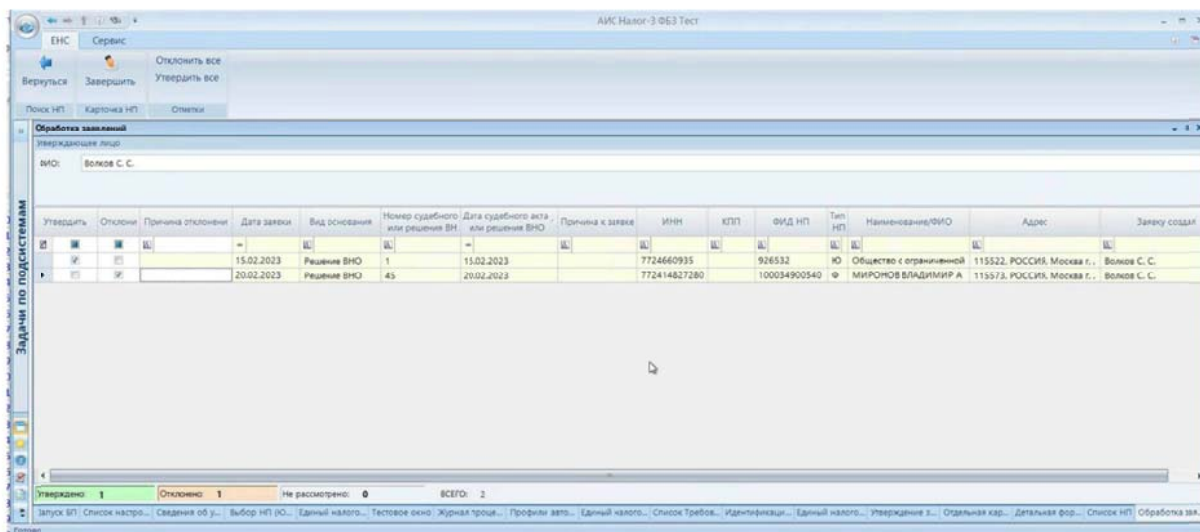 АИС Налог-3 ФБЗ Тест
ЕНС Сервис
Вернуться Завершить Отклонить все
Утвердить все
Поиск НП Карточка НП Отметки
Обработка заявлений
Утверждающее лицо
ФИО: Волков С. С.
Задачи по подсистемам
Утвердить Отклони Причина отклонени Дата заявки Вид основания Номер судебного или решения ВН Дата судебного акта или решения ВНО Причина к заявке ИНН КПП ФИД НП Тип НП Наименование/ФИО Адрес Заявку создал
15.02.2023 Решение ВНО 1 15.02.2023 7724660935 926532 Ю Общество с ограниченной 115522, РОССИЯ, Москва г, , Волков С. С.
20.02.2023 Решение ВНО 45 20.02.2023 772414827280 100034900540 Ф МИРОНОВ ВЛАДИМИР А 115573, РОССИЯ, Москва г, , Волков С. С.
Утверждено: 1 Отклонено: 1 Не рассмотрено: 0 ВСЕГО: 2
Запуск БП Список настро... Сведения об у... Выбор НП (Ю... Единый налого... Тестовое окно Журнал проце... Профили авто... Единый налого... Список Требов... Идентификаци... Единый налого... Утверждение з... Отдельная кар... Детальная фор... Список НП Обработка зая...
Готово